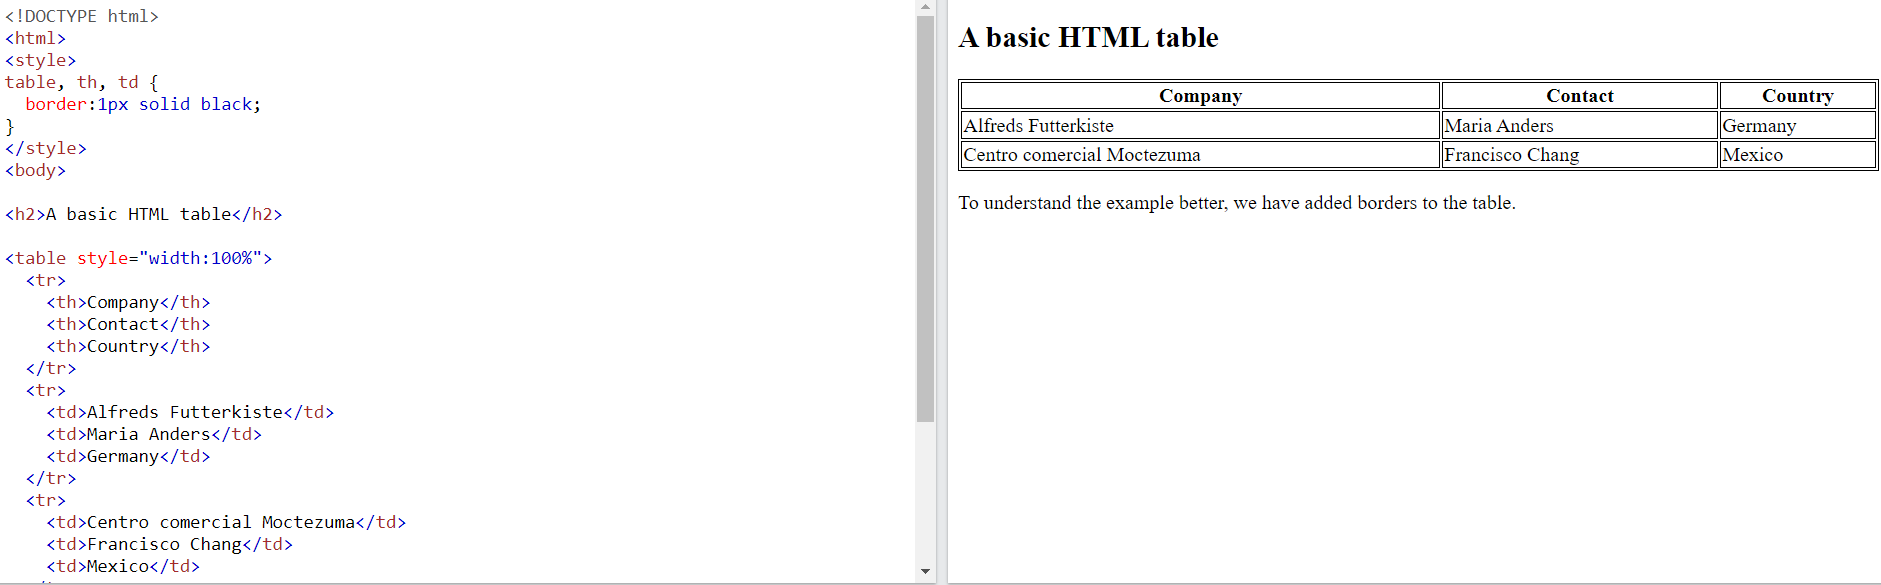 <!DOCTYPE html>
<html>
<style>
table, th, td {
  border:1px solid black;
}
</style>
<body>

<h2>A basic HTML table</h2>

<table style="width:100%">
  <tr>
    <th>Company</th>
    <th>Contact</th>
    <th>Country</th>
  </tr>
  <tr>
    <td>Alfreds Futterkiste</td>
    <td>Maria Anders</td>
    <td>Germany</td>
  </tr>
  <tr>
    <td>Centro comercial Moctezuma</td>
    <td>Francisco Chang</td>
    <td>Mexico</td>
A basic HTML table
Company Contact Country
Alfreds Futterkiste Maria Anders Germany
Centro comercial Moctezuma Francisco Chang Mexico
To understand the example better, we have added borders to the table.